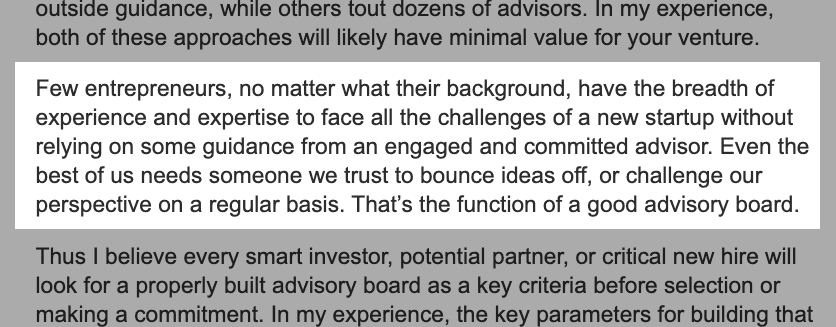 outside guidance, while others tout dozens of advisors. In my experience,
both of these approaches will likely have minimal value for your venture.
Few entrepreneurs, no matter what their background, have the breadth of
experience and expertise to face all the challenges of a new startup without
relying on some guidance from an engaged and committed advisor. Even the
best of us needs someone we trust to bounce ideas off, or challenge our
perspective on a regular basis. That’s the function of a good advisory board.
Thus I believe every smart investor, potential partner, or critical new hire will
look for a properly built advisory board as a key criteria before selection or
making a commitment. In my experience, the key parameters for building that